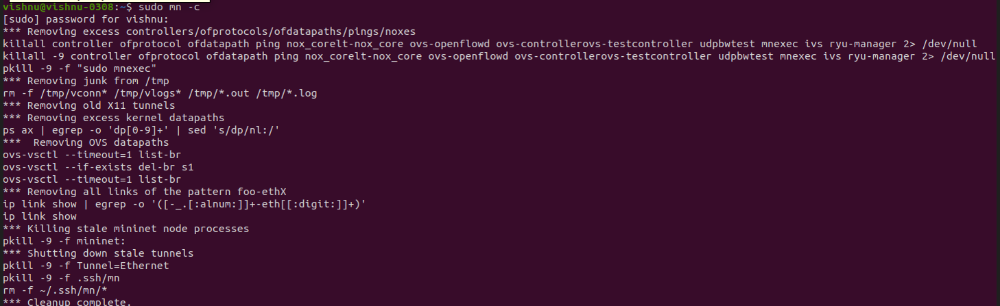 vishnu@vishnu-0308:~$ sudo mn -c
[sudo] password for vishnu:
*** Removing excess controllers/ofprotocols/ofdatapaths/pings/noxes
killall controller ofprotocol ofdatapath ping nox_corelt-nox_core ovs-openflowd ovs-controllerovs-testcontroller udpbwtest mnexec ivs ryu-manager 2> /dev/null
killall -9 controller ofprotocol ofdatapath ping nox_corelt-nox_core ovs-openflowd ovs-controllerovs-testcontroller udpbwtest mnexec ivs ryu-manager 2> /dev/null
pkill -9 -f "sudo mnexec"
*** Removing junk from /tmp
rm -f /tmp/vconn* /tmp/vlogs* /tmp/*.out /tmp/*.log
*** Removing old X11 tunnels
*** Removing excess kernel datapaths
ps ax | egrep -o 'dp[0-9]+' | sed 's/dp/nl:/'
***  Removing OVS datapaths
ovs-vsctl --timeout=1 list-br
ovs-vsctl --if-exists del-br s1
ovs-vsctl --timeout=1 list-br
*** Removing all links of the pattern foo-ethX
ip link show | egrep -o '([-_.[:alnum:]]+-eth[[:digit:]]+)'
ip link show
*** Killing stale mininet node processes
pkill -9 -f mininet:
*** Shutting down stale tunnels
pkill -9 -f Tunnel=Ethernet
pkill -9 -f .ssh/mn
rm -f ~/.ssh/mn/*
*** Cleanup complete.